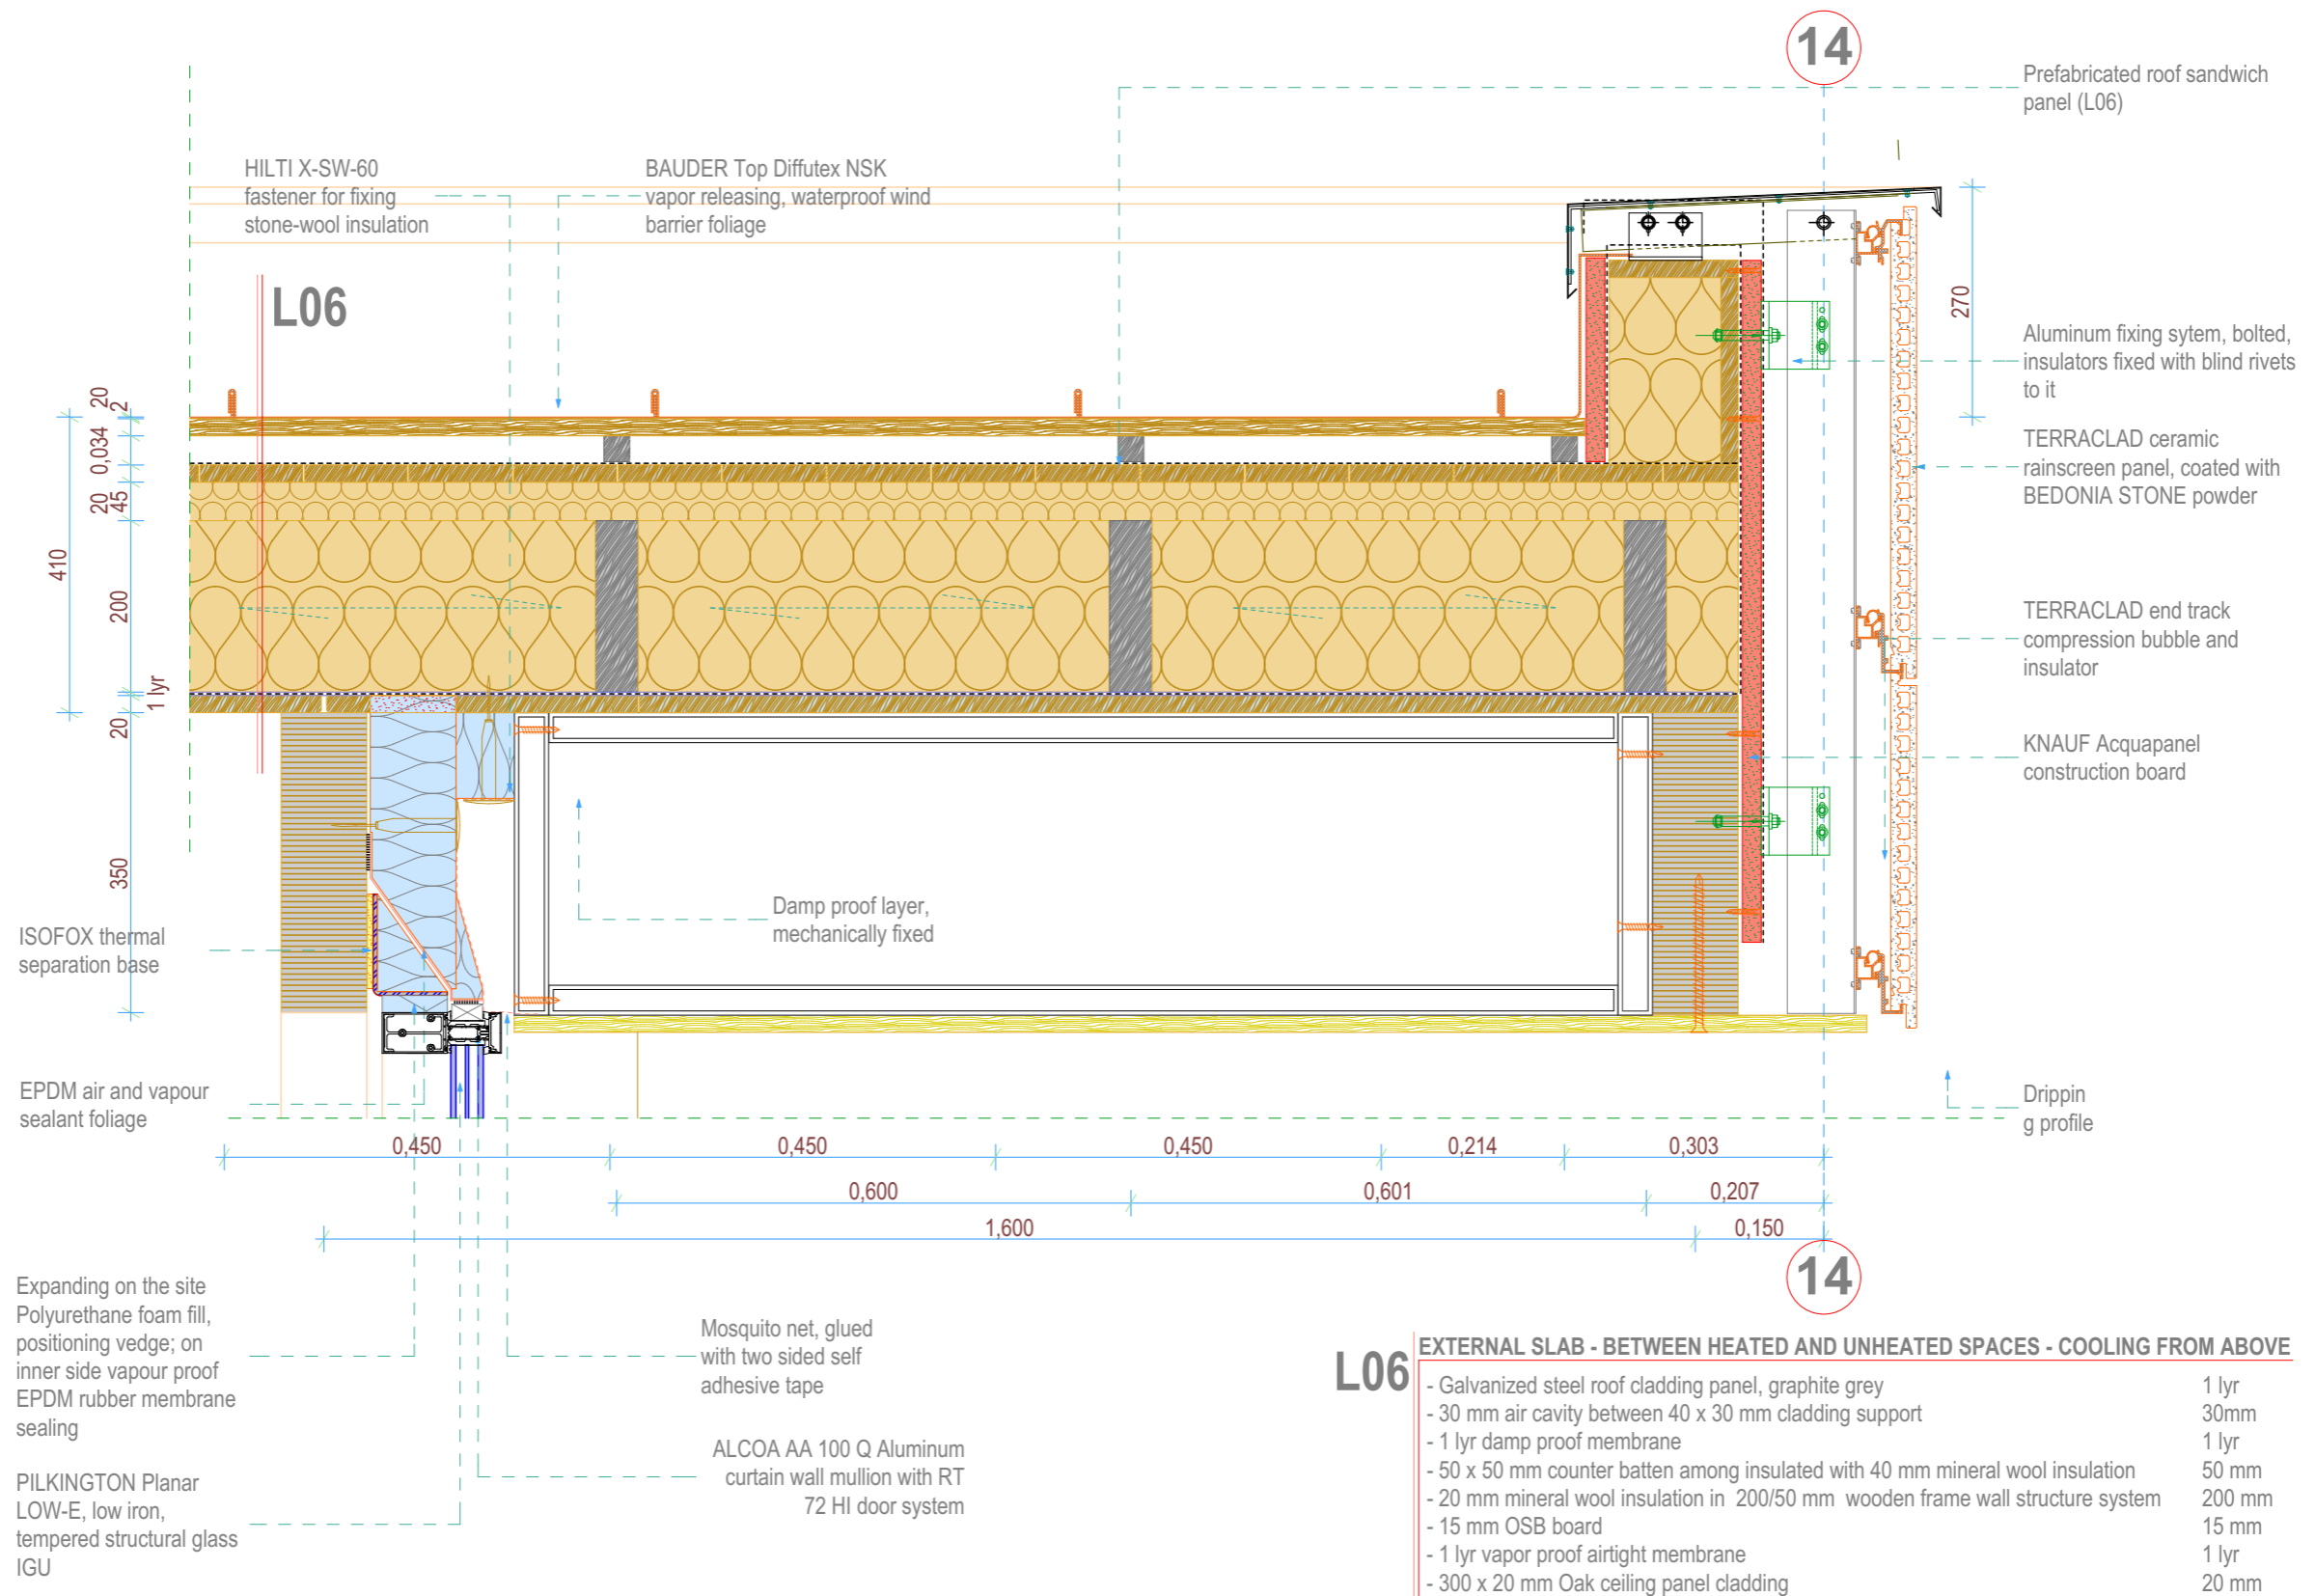 14
Prefabricated roof sandwich
panel (L06)
HILTI X-SW-60
fastener for fixing
stone-wool insulation
BAUDER Top Diffutex NSK
vapor releasing, waterproof wind
barrier foliage
L06
270
Aluminum fixing sytem, bolted,
insulators fixed with blind rivets
to it
TERRACLAD ceramic
rainscreen panel, coated with
BEDONIA STONE powder
TERRACLAD end track
compression bubble and
insulator
KNAUF Acquapanel
construction board
20
2
0,034
20
45
410
200
1 lyr
20
350
Damp proof layer,
mechanically fixed
ISOFOX thermal
separation base
EPDM air and vapour
sealant foliage
Drippin
g profile
0,450
0,450
0,450
0,214
0,303
0,600
0,601
0,207
1,600
0,150
14
Expanding on the site
Polyurethane foam fill,
positioning vedge; on
inner side vapour proof
EPDM rubber membrane
sealing
Mosquito net, glued
with two sided self
adhesive tape
ALCOA AA 100 Q Aluminum
curtain wall mullion with RT
72 HI door system
PILKINGTON Planar
LOW-E, low iron,
tempered structural glass
IGU
L06
EXTERNAL SLAB - BETWEEN HEATED AND UNHEATED SPACES - COOLING FROM ABOVE
- Galvanized steel roof cladding panel, graphite grey 1 lyr
- 30 mm air cavity between 40 x 30 mm cladding support 30mm
- 1 lyr damp proof membrane 1 lyr
- 50 x 50 mm counter batten among insulated with 40 mm mineral wool insulation 50 mm
- 20 mm mineral wool insulation in 200/50 mm wooden frame wall structure system 200 mm
- 15 mm OSB board 15 mm
- 1 lyr vapor proof airtight membrane 1 lyr
- 300 x 20 mm Oak ceiling panel cladding 20 mm